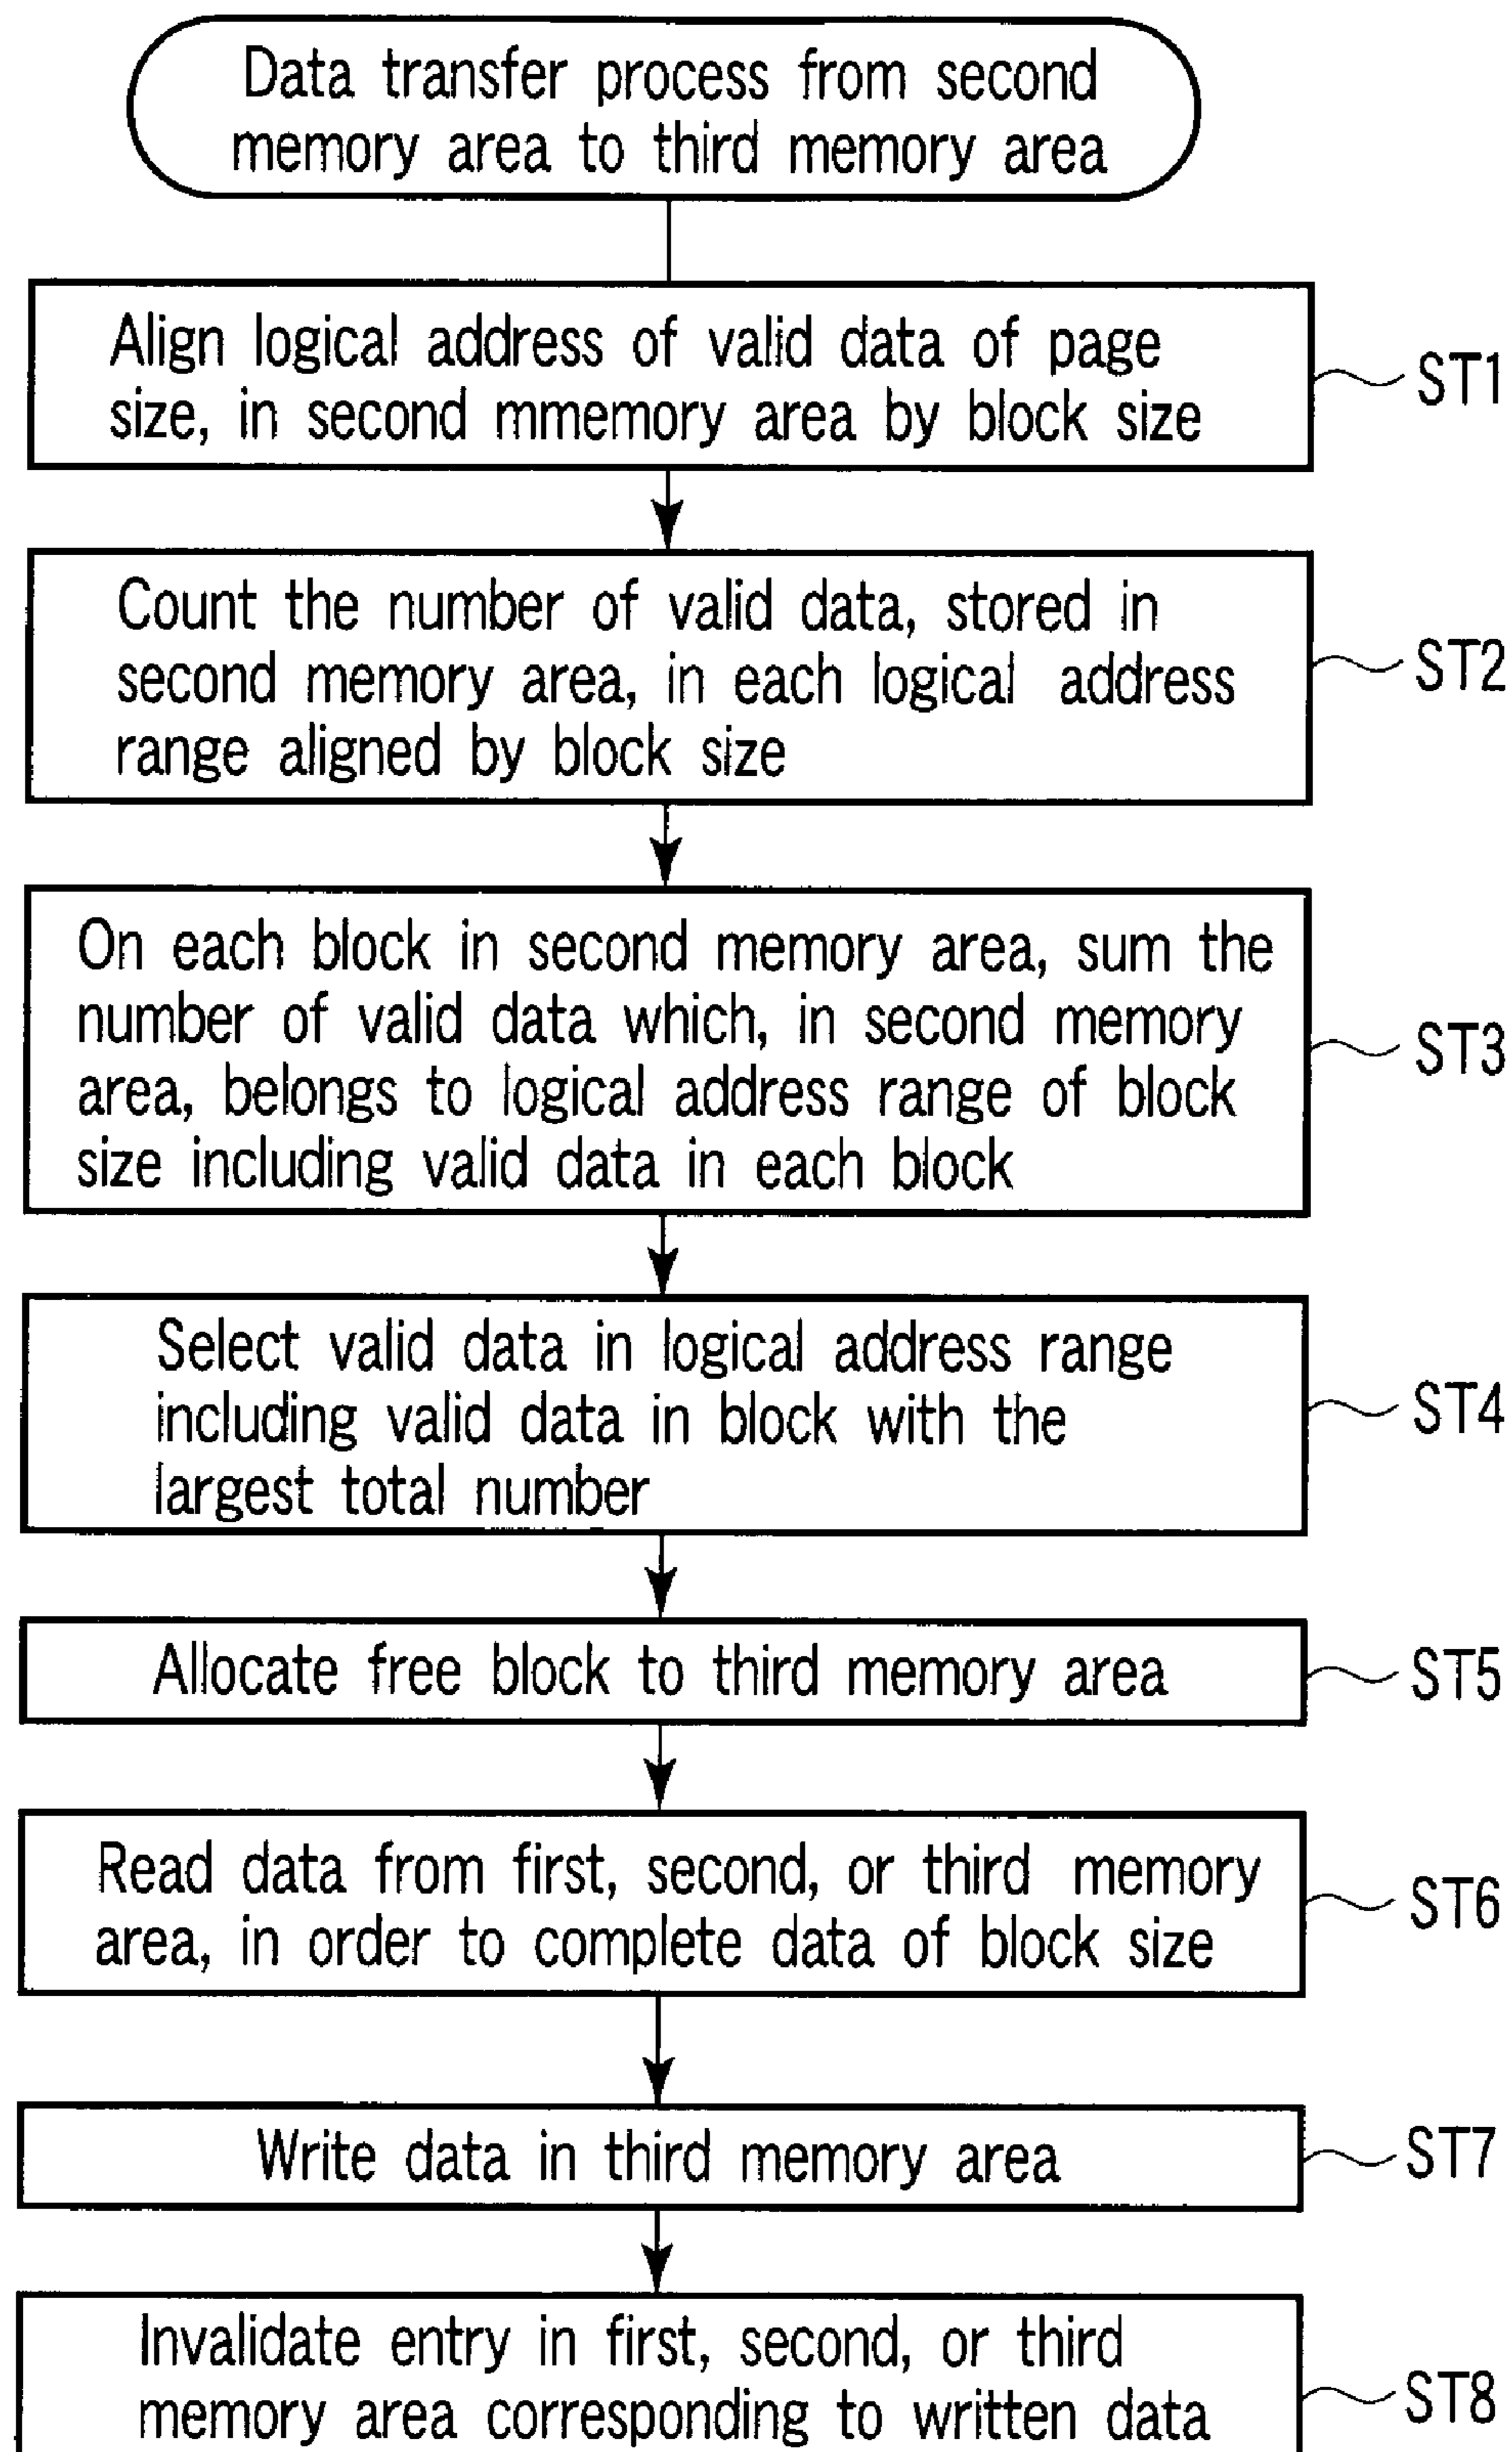 Data transfer process from second
memory area to third memory area
Align logical address of valid data of page
size, in second mmemory area by block size
ST1
Count the number of valid data, stored in
second memory area, in each logical address
range aligned by block size
ST2
On each block in second memory area, sum the
number of valid data which, in second memory
area, belongs to logical address range of block
size including valid data in each block
ST3
Select valid data in logical address range
including valid data in block with the
largest total number
ST4
Allocate free block to third memory area
ST5
Read data from first, second, or third memory
area, in order to complete data of block size
ST6
Write data in third memory area
ST7
Invalidate entry in first, second, or third
memory area corresponding to written data
ST8